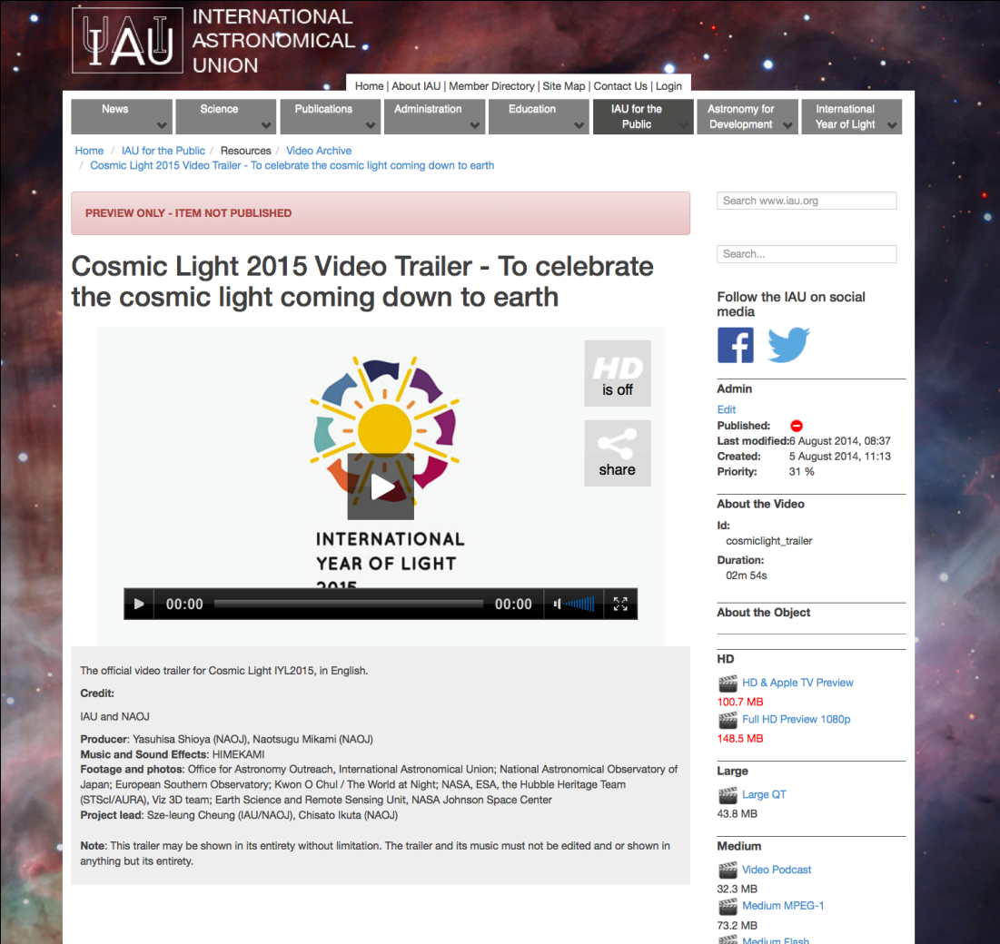 IAU
INTERNATIONAL
ASTRONOMICAL
UNION
Home | About IAU | Member Directory | Site Map | Contact Us | Login
News
Science
Publications
Administration
Education
IAU for the
Public
Astronomy for
Development
International
Year of Light
Home / IAU for the Public / Resources / Video Archive
/ Cosmic Light 2015 Video Trailer - To celebrate the cosmic light coming down to earth
PREVIEW ONLY - ITEM NOT PUBLISHED
Cosmic Light 2015 Video Trailer - To celebrate
the cosmic light coming down to earth
HD
is off
share
INTERNATIONAL
YEAR OF LIGHT
2015
00:00
00:00
The official video trailer for Cosmic Light IYL2015, in English.
Credit:
IAU and NAOJ
Producer: Yasuhisa Shioya (NAOJ), Naotsugu Mikami (NAOJ)
Music and Sound Effects: HIMEKAMI
Footage and photos: Office for Astronomy Outreach, International Astronomical Union; National Astronomical Observatory of
Japan; European Southern Observatory; Kwon O Chul / The World at Night; NASA, ESA, the Hubble Heritage Team
(STScI/AURA), Viz 3D team; Earth Science and Remote Sensing Unit, NASA Johnson Space Center
Project lead: Sze-leung Cheung (IAU/NAOJ), Chisato Ikuta (NAOJ)
Note: This trailer may be shown in its entirety without limitation. The trailer and its music must not be edited and or shown in
anything but its entirety.
Search www.iau.org
Search...
Follow the IAU on social
media
Admin
Edit
Published:
Last modified:6 August 2014, 08:37
Created: 5 August 2014, 11:13
Priority: 31 %
About the Video
Id:
cosmiclight_trailer
Duration:
02m 54s
About the Object
HD
HD & Apple TV Preview
100.7 MB
Full HD Preview 1080p
148.5 MB
Large
Large QT
43.8 MB
Medium
Video Podcast
32.3 MB
Medium MPEG-1
73.2 MB
Medium Flash